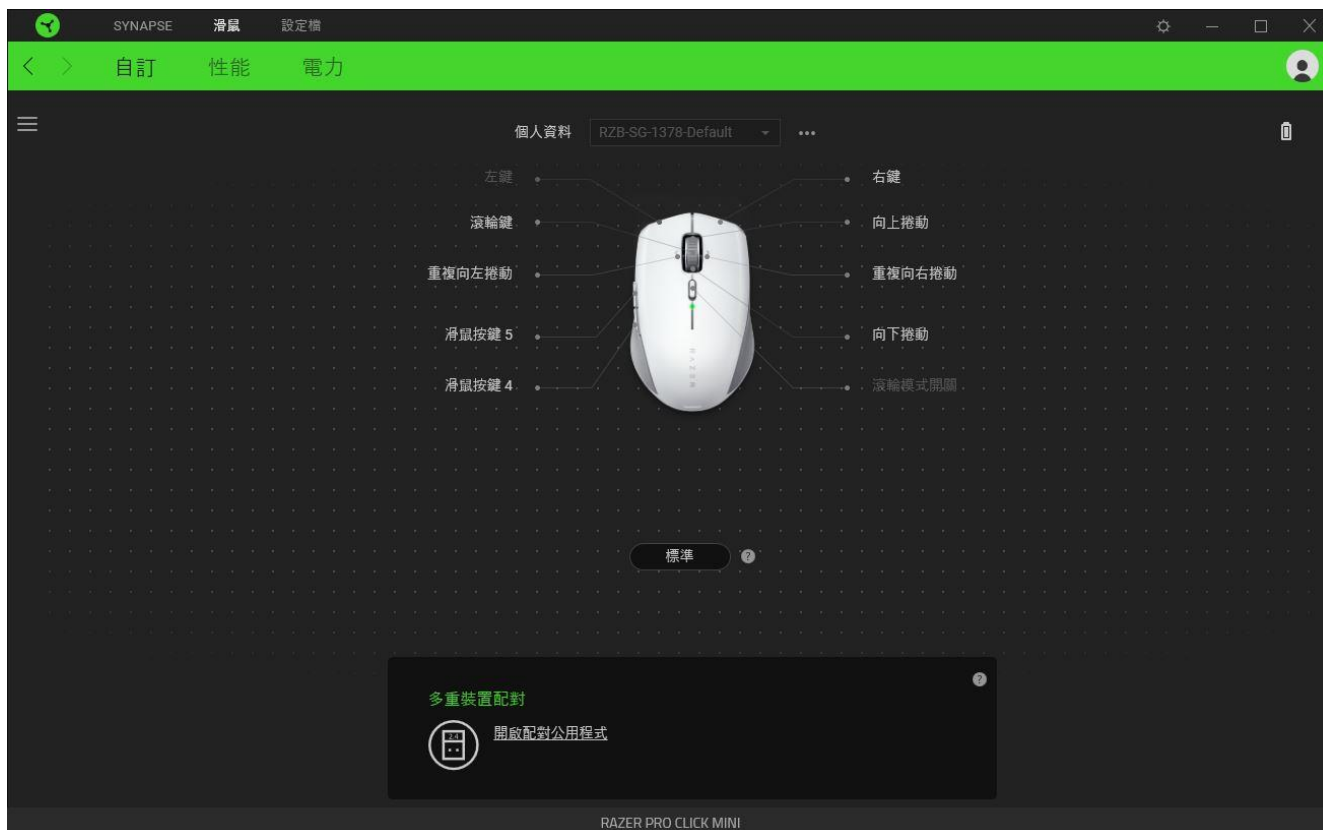 SYNAPSE 滑鼠 設定檔
自訂 性能 電力
個人資料 RZB-SG-1378-Default
左鍵 右鍵
滾輪鍵 向上捲動
重複向左捲動 重複向右捲動
滑鼠按鍵 5 向下捲動
滑鼠按鍵 4 滾輪模式開關
RAZER
標準 ?
多重裝置配對 ?
2.4 開啟配對公用程式
RAZER PRO CLICK MINI